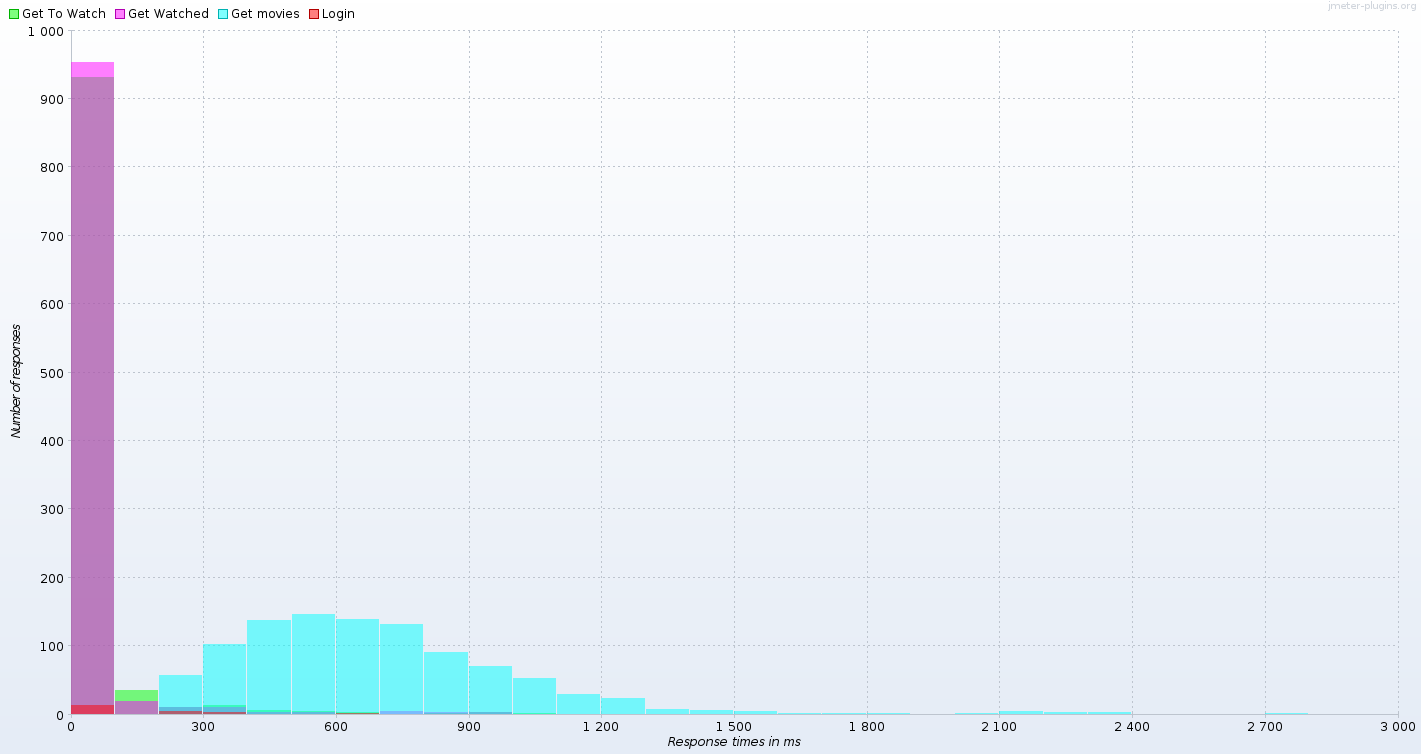 Get To Watch Get Watched Get movies Login
jmeter-plugins.org
1 000
900
800
700
600
500
400
300
200
100
0
Number of responses
0 300 600 900 1 200 1 500 1 800 2 100 2 400 2 700 3 000
Response times in ms